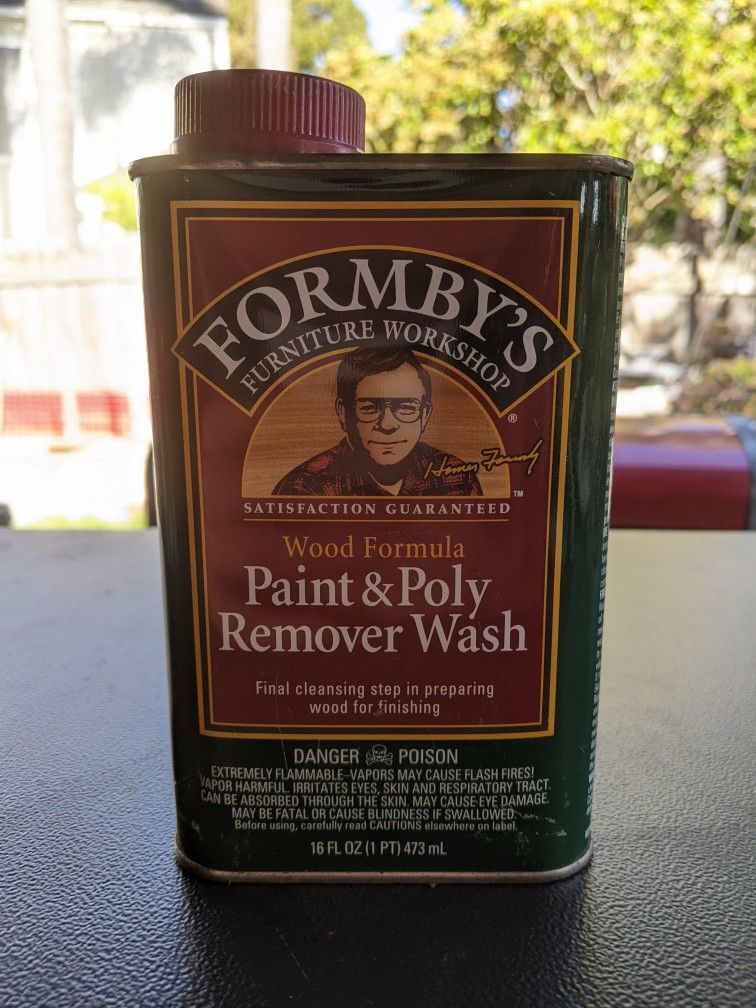 FORMBY'S
FURNITURE WORKSHOP
®
Homer Formby
TM
SATISFACTION GUARANTEED
Wood Formula
Paint & Poly
Remover Wash
Final cleansing step in preparing
wood for finishing
DANGER POISON
EXTREMELY FLAMMABLE–VAPORS MAY CAUSE FLASH FIRES!
VAPOR HARMFUL. IRRITATES EYES, SKIN AND RESPIRATORY TRACT.
CAN BE ABSORBED THROUGH THE SKIN. MAY CAUSE EYE DAMAGE.
MAY BE FATAL OR CAUSE BLINDNESS IF SWALLOWED.
Before using, carefully read CAUTIONS elsewhere on label.
16 FL OZ (1 PT) 473 mL